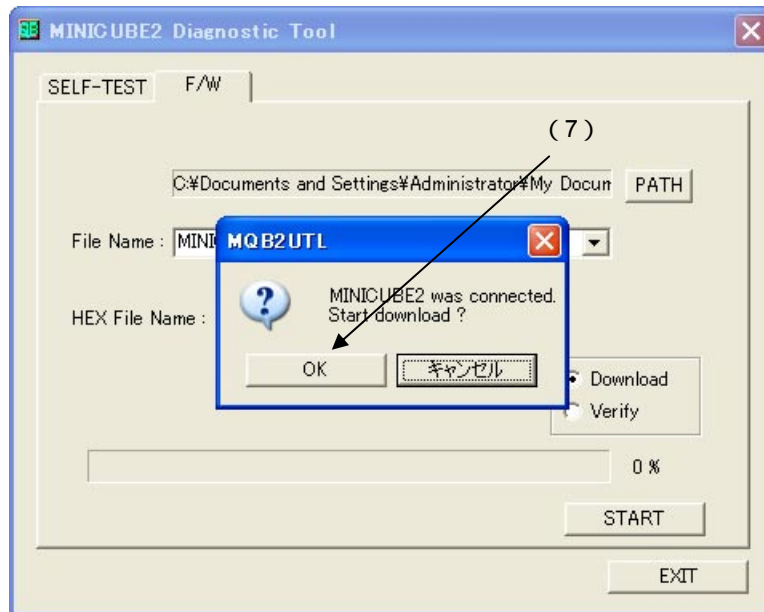 MINICUBE2 Diagnostic Tool
SELF-TEST
F/W
(7)
C:¥Documents and Settings¥Administrator¥My Docum
PATH
File Name :
MINI
MQB2UTL
MINICUBE2 was connected.
Start download ?
HEX File Name :
OK
キャンセル
Download
Verify
0 %
START
EXIT